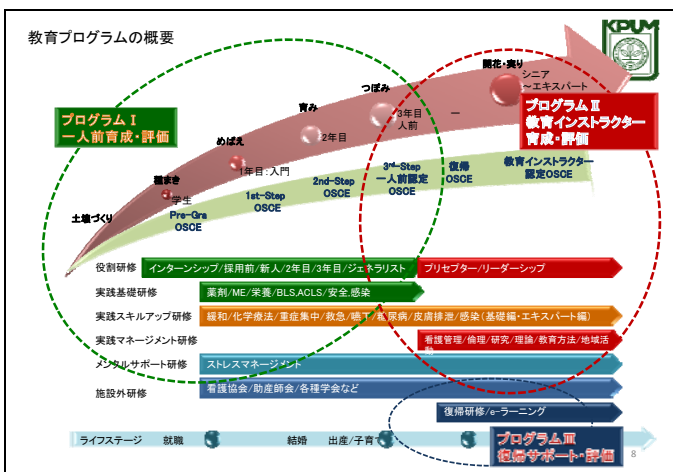 教育プログラムの概要
KPUM
開花・実り
シニア
～エキスパート
つぼみ
3年目
人前
ー
育み
2年目
プログラムⅠ
一人前育成・評価
プログラムⅡ
教育インストラクター
育成・評価
めばえ
1年目:入門
種まき
学生
土壌づくり
Pre-Gra
OSCE
1st-Step
OSCE
2nd-Step
OSCE
3rd-Step
一人前認定
OSCE
復帰
OSCE
教育インストラクター
認定OSCE
役割研修
インターンシップ/採用前/新人/2年目/3年目/ジェネラリスト
プリセプター/リーダーシップ
実践基礎研修
薬剤/ME/栄養/BLS,ACLS/安全,感染
実践スキルアップ研修
緩和/化学療法/重症集中/救急/嚥下/糖尿病/皮膚排泄/感染(基礎編・エキスパート編)
実践マネージメント研修
看護管理/倫理/研究/理論/教育方法/地域活動
メンタルサポート研修
ストレスマネージメント
施設外研修
看護協会/助産師会/各種学会など
復帰研修/e-ラーニング
ライフステージ
就職
結婚
出産/子育て
プログラムⅢ
復帰サポート・評価
8